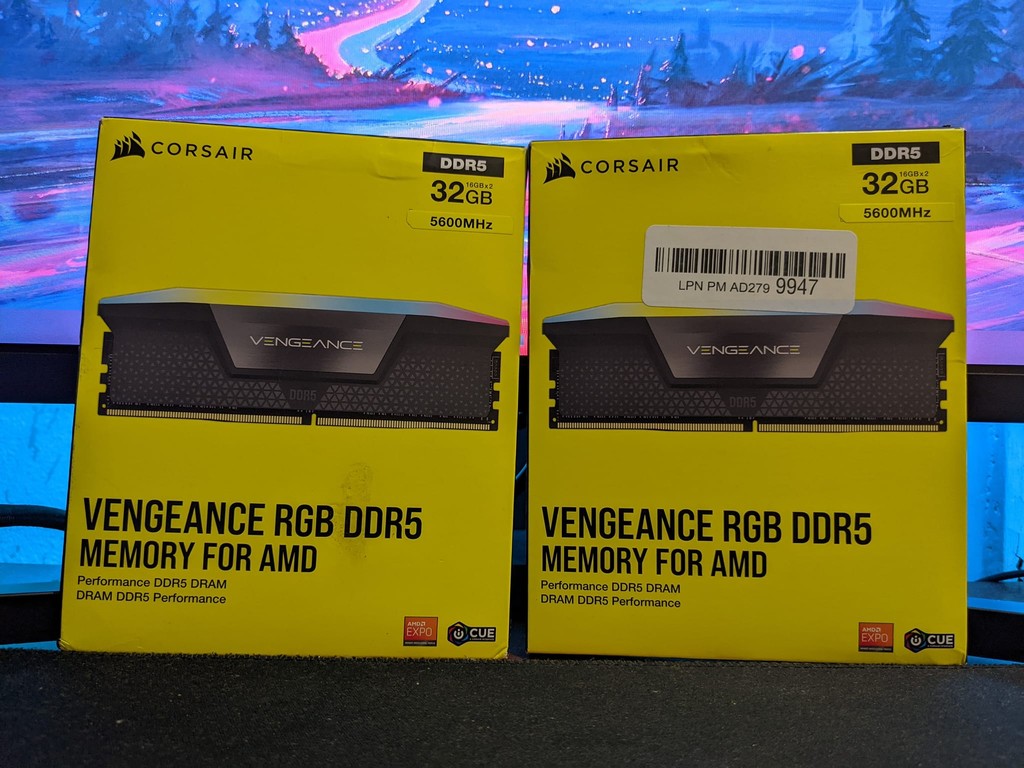 CORSAIR
DDR5
32GB 16GBx2
5600MHz
VENGEANCE
DDR5
VENGEANCE RGB DDR5
MEMORY FOR AMD
Performance DDR5 DRAM
DRAM DDR5 Performance
AMD
EXPO
CUE
CORSAIR
DDR5
32GB 16GBx2
5600MHz
LPN PM AD279 9947
VENGEANCE
DDR5
VENGEANCE RGB DDR5
MEMORY FOR AMD
Performance DDR5 DRAM
DRAM DDR5 Performance
AMD
EXPO
CUE